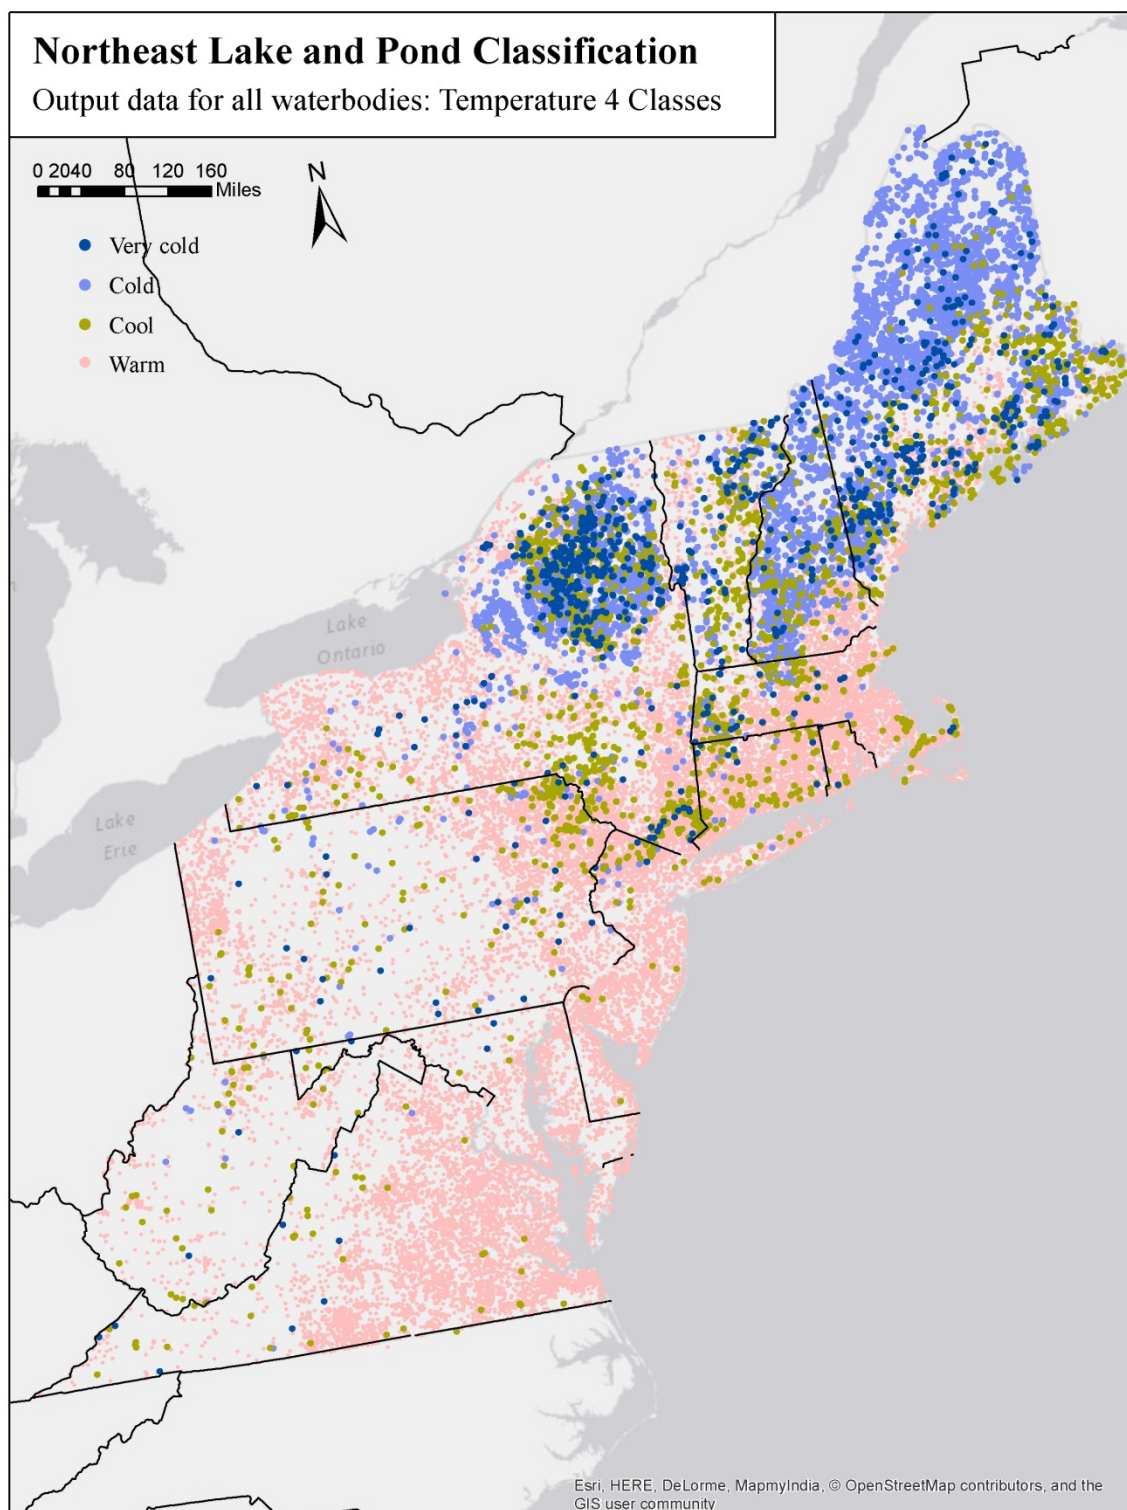 Northeast Lake and Pond Classification
Output data for all waterbodies: Temperature 4 Classes
0 2040 80 120 160
Miles
N
Very cold
Cold
Cool
Warm
Lake
Ontario
Lake
Erie
Esri, HERE, DeLorme, MapmyIndia, © OpenStreetMap contributors, and the
GIS user community